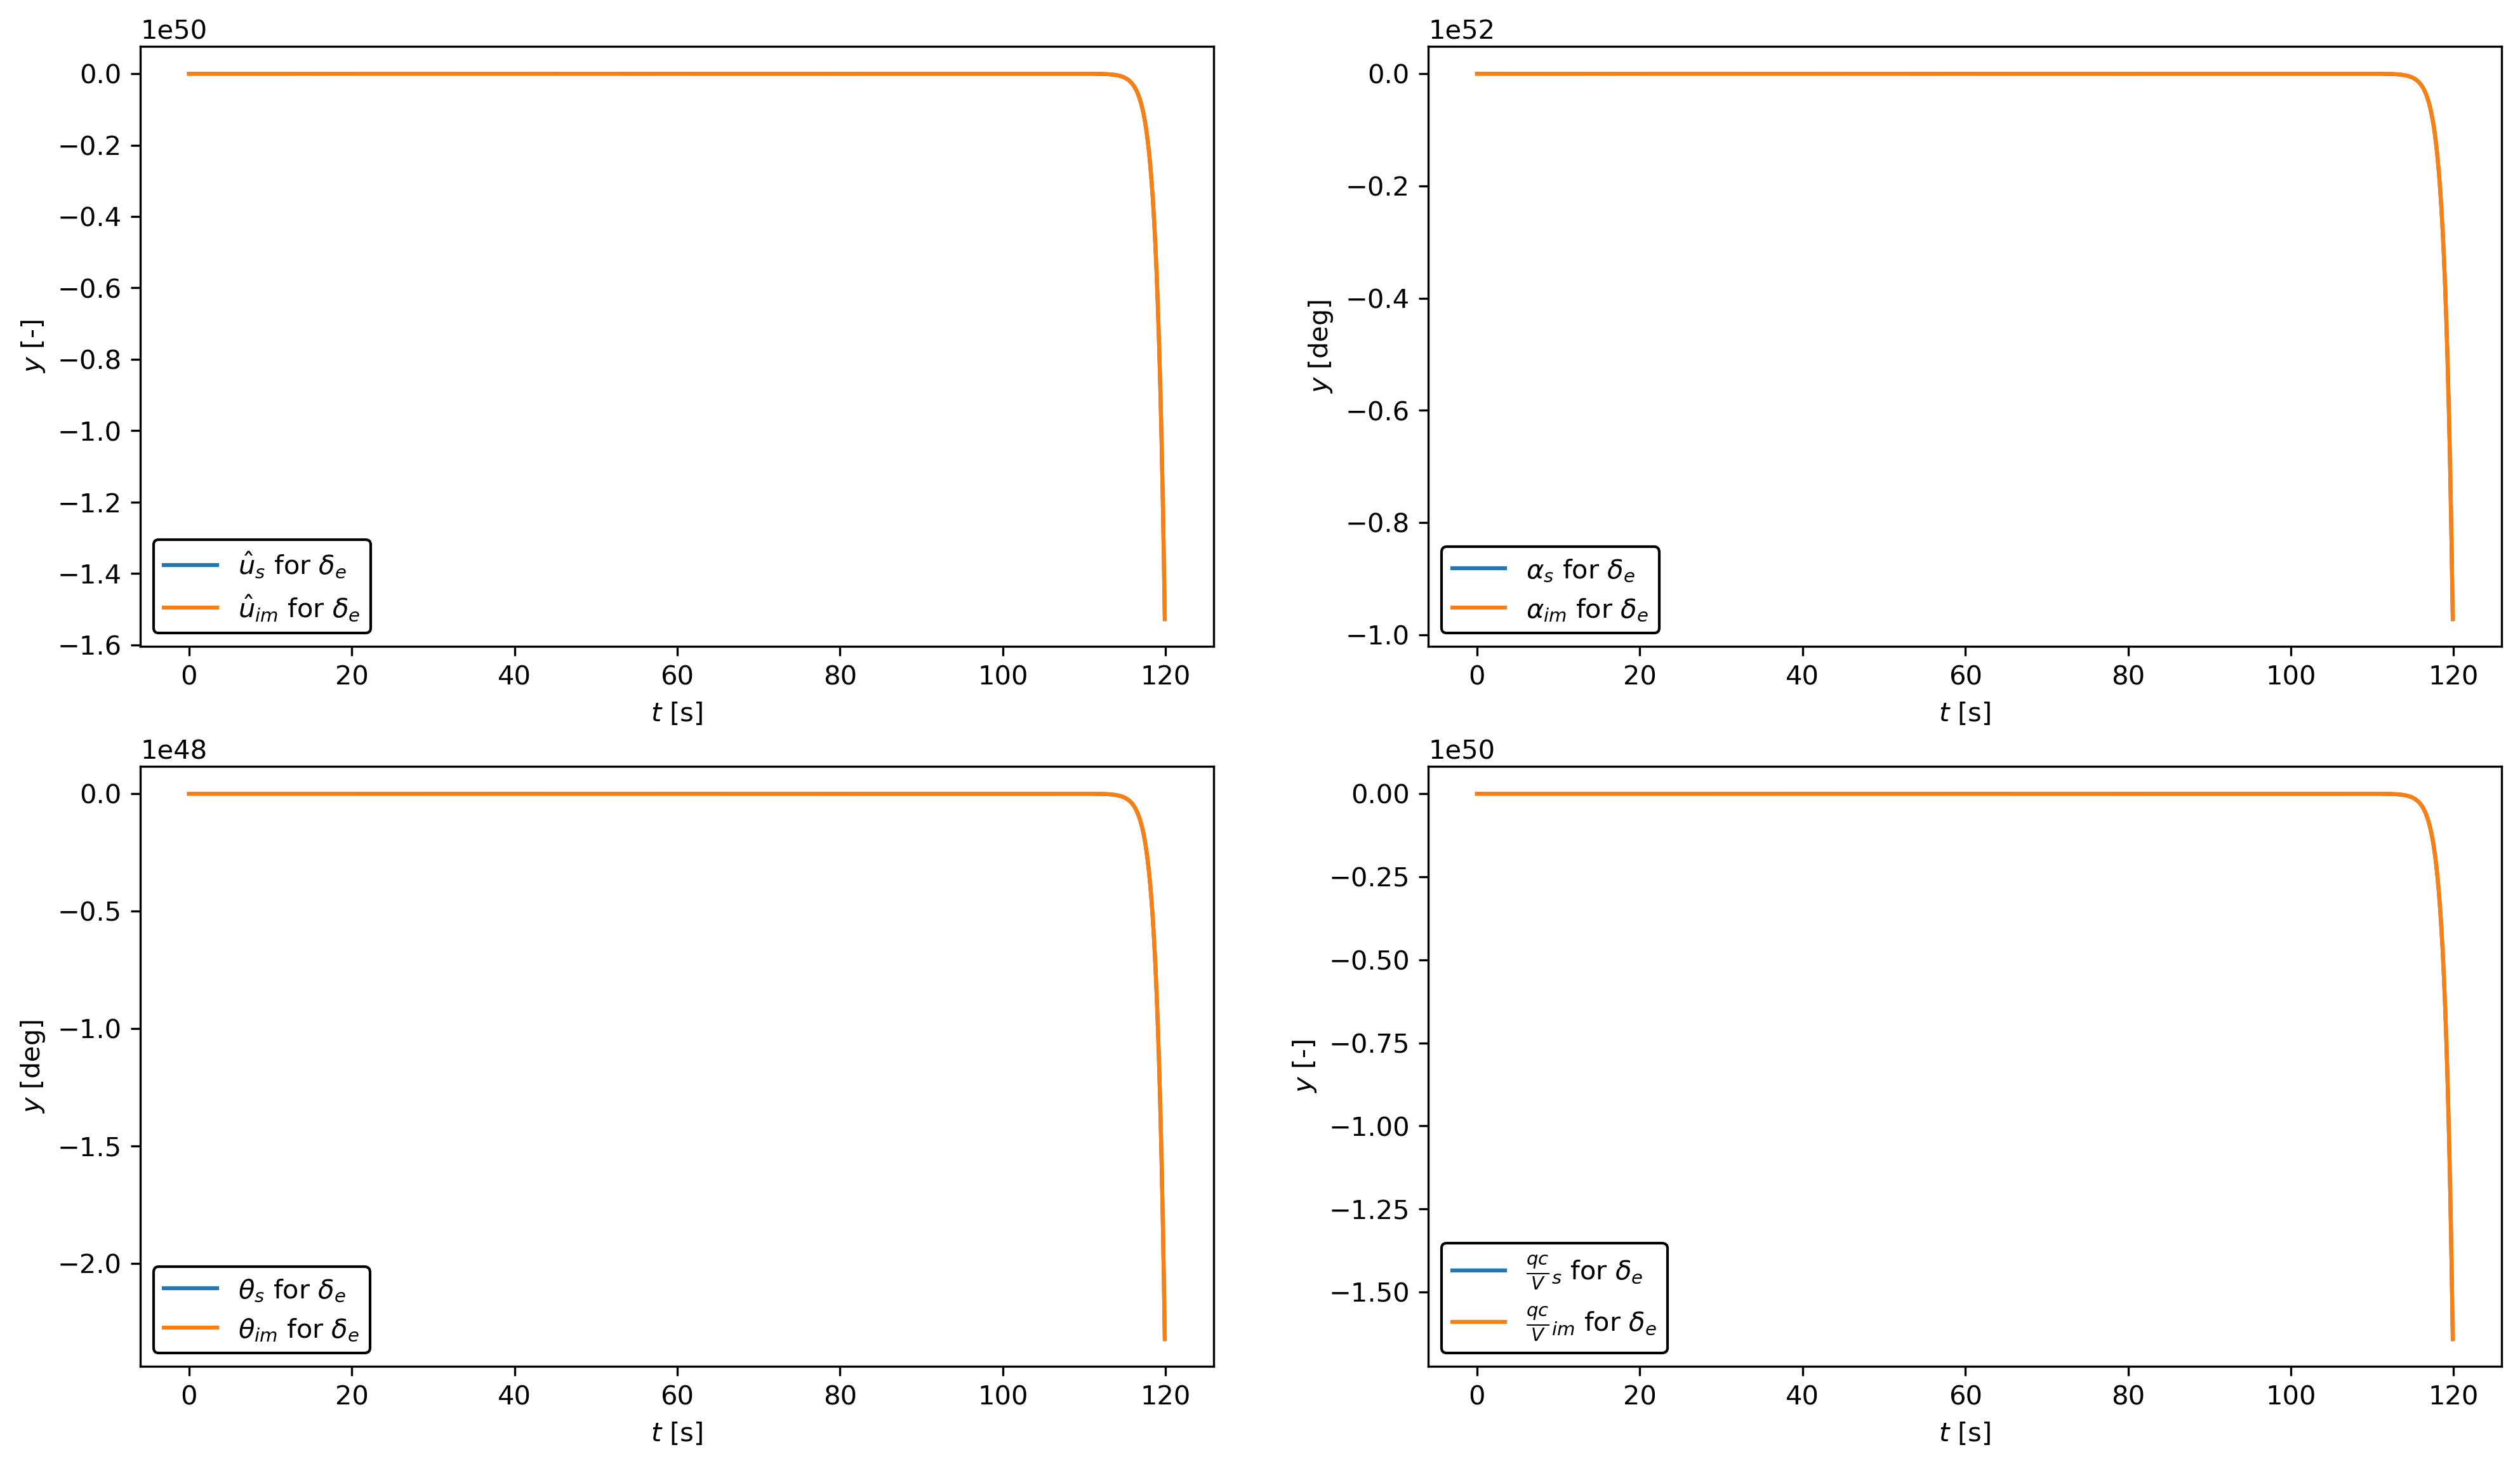 1e50
0.0
−0.2
−0.4
−0.6
−0.8
−1.0
−1.2
−1.4
−1.6
y [-]
û_s for δ_e
û_im for δ_e
0 20 40 60 80 100 120
t [s]
1e52
0.0
−0.2
−0.4
−0.6
−0.8
−1.0
y [deg]
α_s for δ_e
α_im for δ_e
0 20 40 60 80 100 120
t [s]
1e48
0.0
−0.5
−1.0
−1.5
−2.0
y [deg]
θ_s for δ_e
θ_im for δ_e
0 20 40 60 80 100 120
t [s]
1e50
0.00
−0.25
−0.50
−0.75
−1.00
−1.25
−1.50
y [-]
qc/V_s for δ_e
qc/V_im for δ_e
0 20 40 60 80 100 120
t [s]